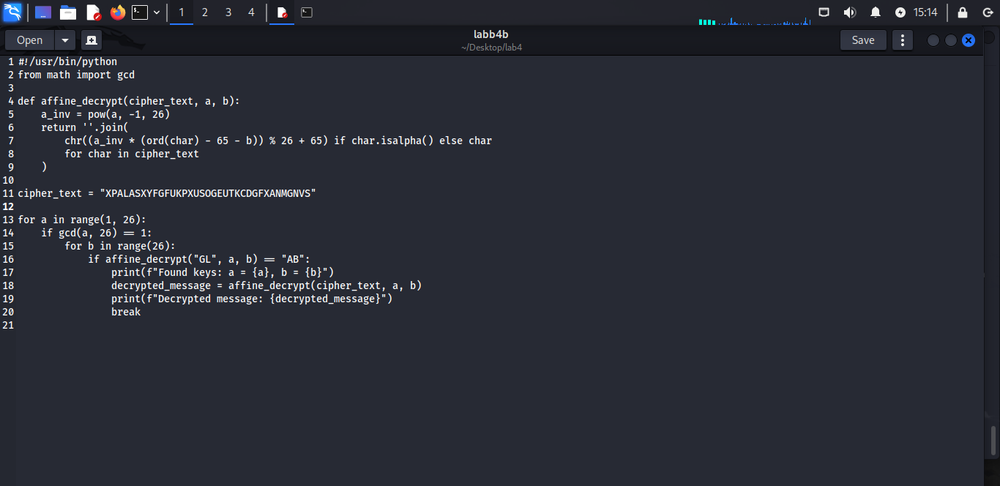 1 2 3 4 15:14
Open labb4b Save
~/Desktop/lab4
1 #!/usr/bin/python
2 from math import gcd
3
4 def affine_decrypt(cipher_text, a, b):
5     a_inv = pow(a, -1, 26)
6     return ''.join(
7         chr((a_inv * (ord(char) - 65 - b)) % 26 + 65) if char.isalpha() else char
8         for char in cipher_text
9     )
10
11 cipher_text = "XPALASXYFGFUKPXUSOGEUTKCDGFXANMGNVS"
12
13 for a in range(1, 26):
14     if gcd(a, 26) == 1:
15         for b in range(26):
16             if affine_decrypt("GL", a, b) == "AB":
17                 print(f"Found keys: a = {a}, b = {b}")
18                 decrypted_message = affine_decrypt(cipher_text, a, b)
19                 print(f"Decrypted message: {decrypted_message}")
20                 break
21